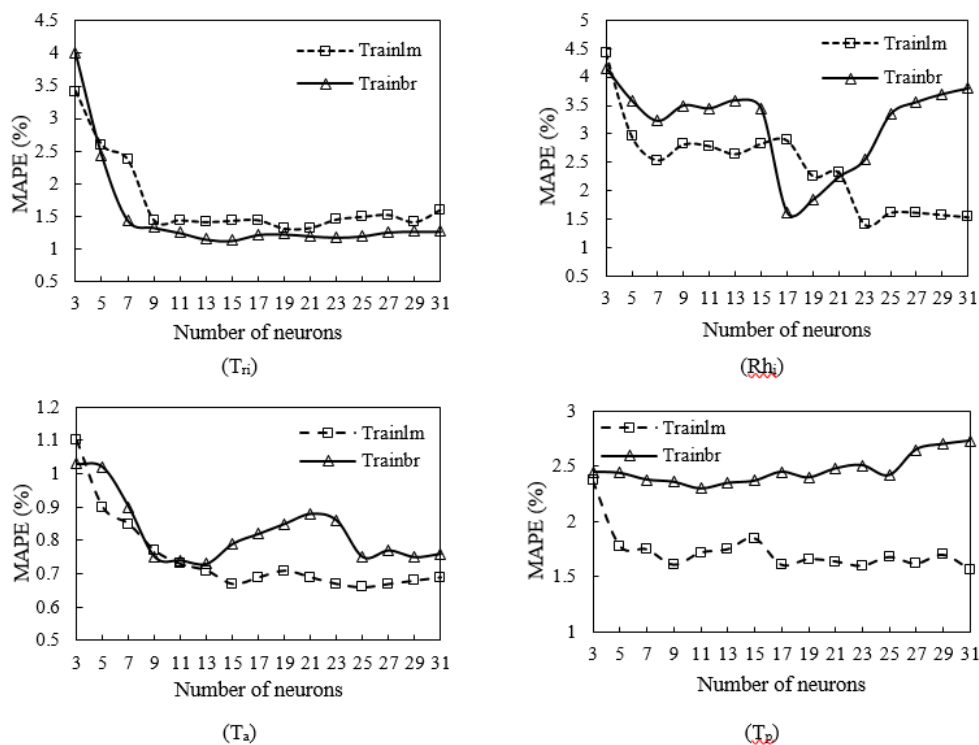 4.5
4
3.5
3
2.5
2
1.5
1
0.5
MAPE (%)
Trainlm
Trainbr
3 5 7 9 11 13 15 17 19 21 23 25 27 29 31
Number of neurons
(Tri)
5
4.5
4
3.5
3
2.5
2
1.5
1
0.5
MAPE (%)
Trainlm
Trainbr
3 5 7 9 11 13 15 17 19 21 23 25 27 29 31
Number of neurons
(Rhi)
1.2
1.1
1
0.9
0.8
0.7
0.6
0.5
MAPE (%)
Trainlm
Trainbr
3 5 7 9 11 13 15 17 19 21 23 25 27 29 31
Number of neurons
(Ta)
3
2.5
2
1.5
1
MAPE (%)
Trainlm
Trainbr
3 5 7 9 11 13 15 17 19 21 23 25 27 29 31
Number of neurons
(Tp)